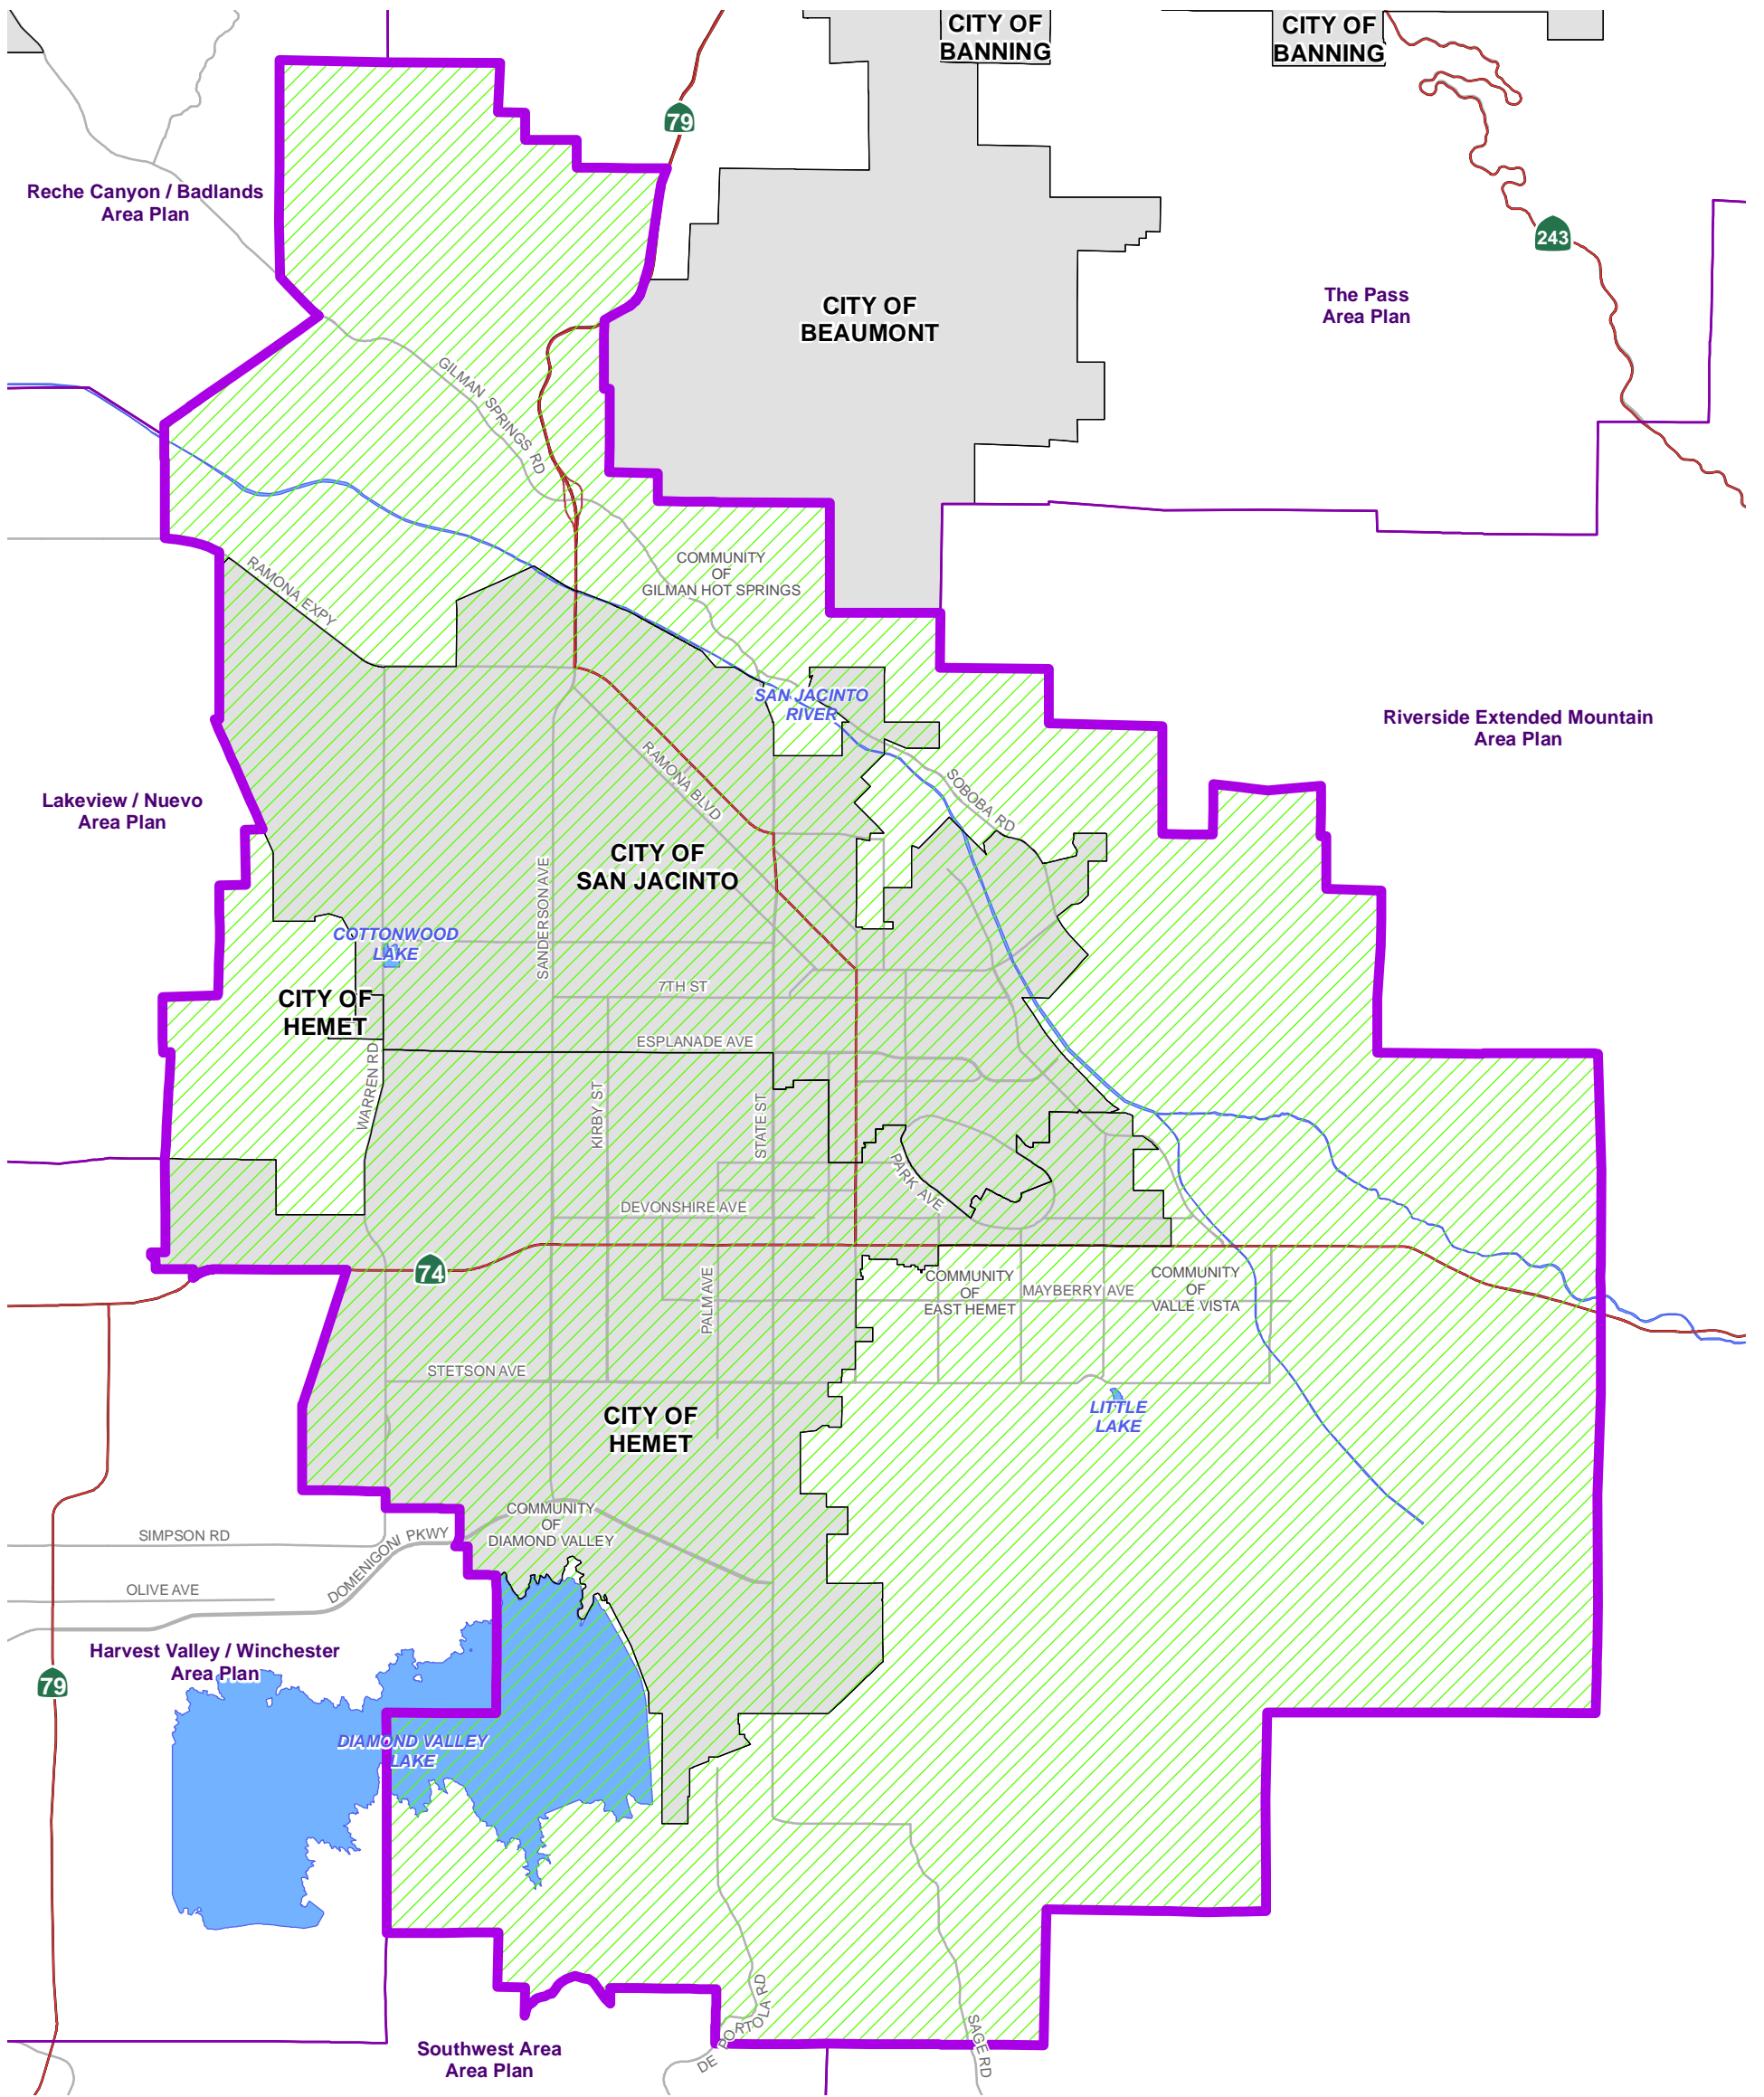 CITY OF
BANNING
CITY OF
BANNING
79
Reche Canyon / Badlands
Area Plan
243
The Pass
Area Plan
CITY OF
BEAUMONT
GILMAN SPRINGS RD
COMMUNITY
OF
GILMAN HOT SPRINGS
RAMONA EXPY
SAN JACINTO
RIVER
Riverside Extended Mountain
Area Plan
RAMONA BLVD
SOBOBA RD
Lakeview / Nuevo
Area Plan
CITY OF
SAN JACINTO
SANDERSON AVE
COTTONWOOD
LAKE
7TH ST
CITY OF
HEMET
ESPLANADE AVE
WARREN RD
KIRBY ST
STATE ST
PARK AVE
DEVONSHIRE AVE
74
COMMUNITY
OF
EAST HEMET
MAYBERRY AVE
COMMUNITY
OF
VALLE VISTA
PALM AVE
STETSON AVE
LITTLE
LAKE
CITY OF
HEMET
COMMUNITY
OF
DIAMOND VALLEY
SIMPSON RD
DOMENIGONI PKWY
OLIVE AVE
Harvest Valley / Winchester
Area Plan
79
DIAMOND VALLEY
LAKE
DE PORTOLA RD
SAGE RD
Southwest Area
Area Plan